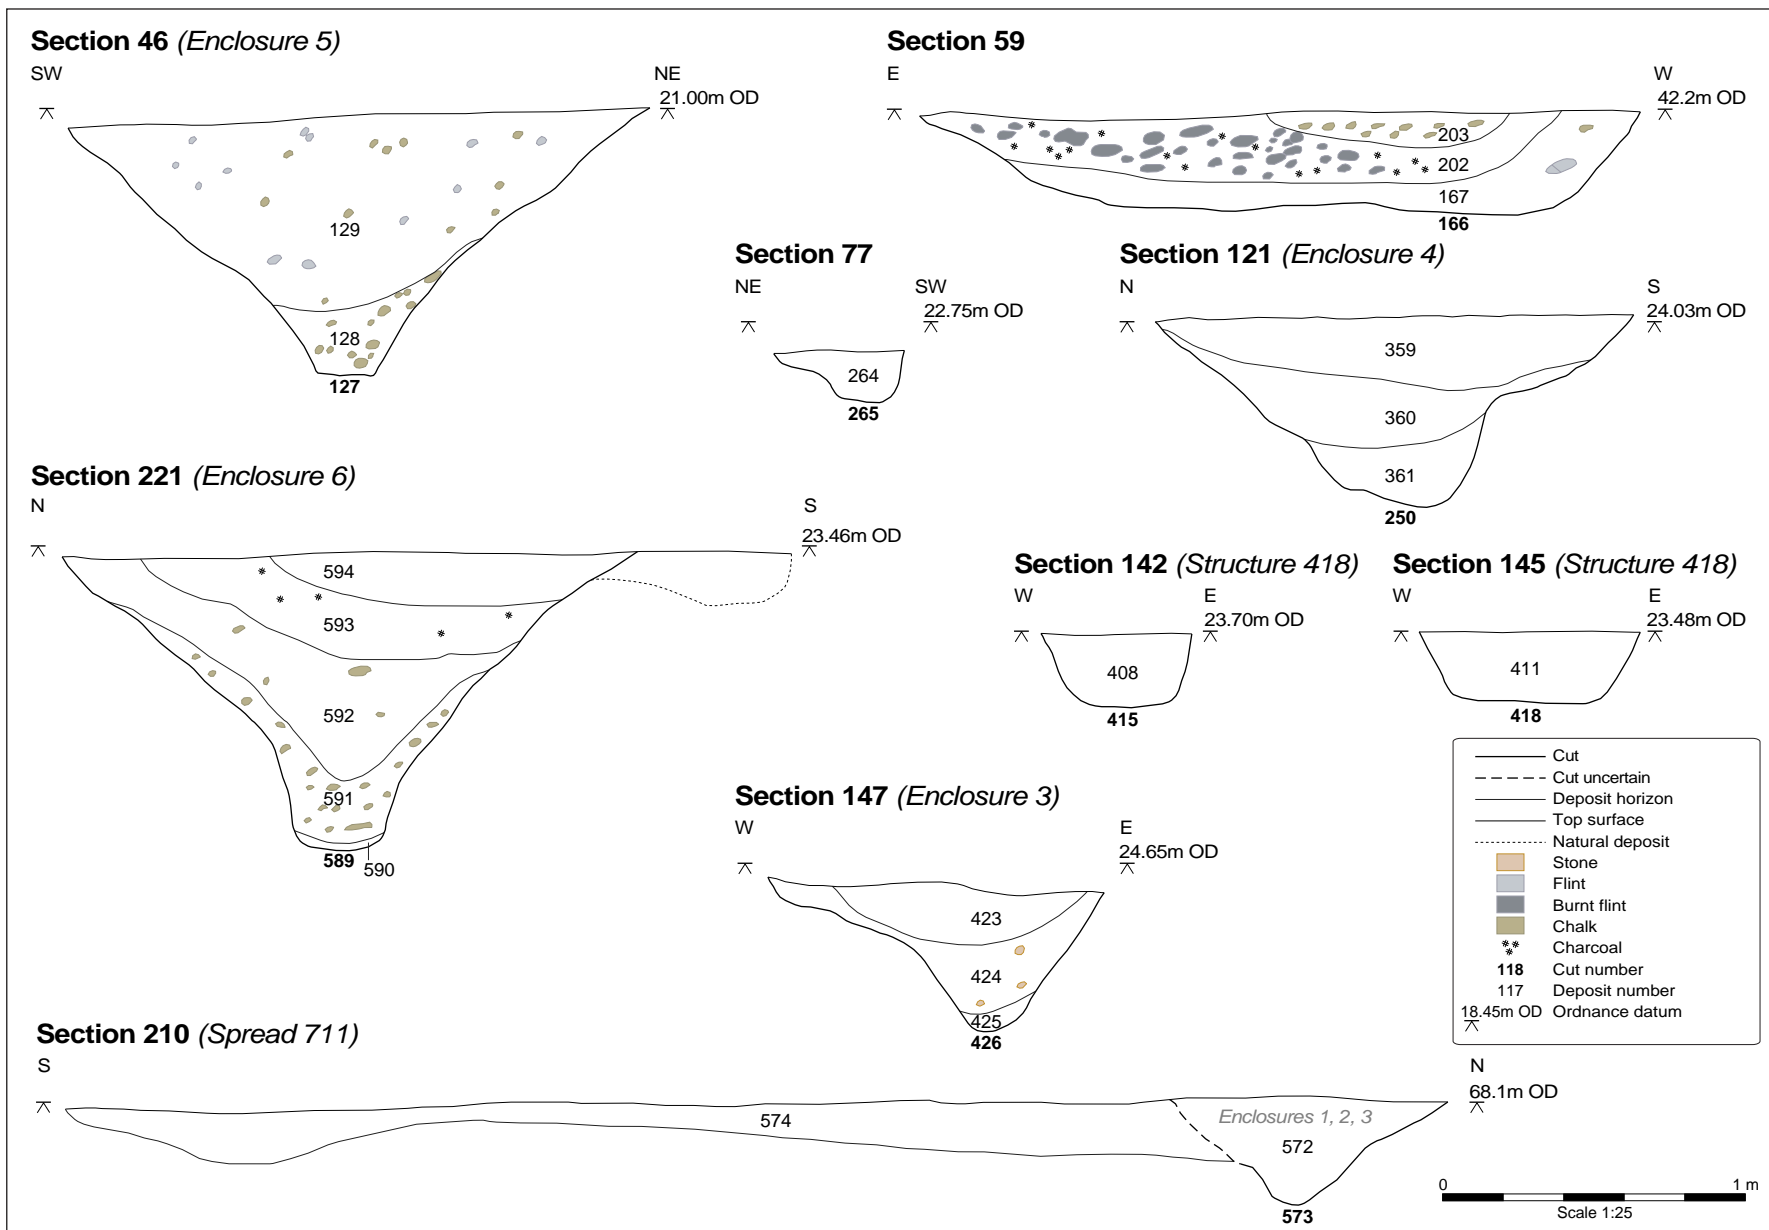 Section 46 (Enclosure 5)
SW
NE
21.00m OD
129
128
127
Section 59
E
W
42.2m OD
203
202
167
166
Section 77
NE
SW
22.75m OD
264
265
Section 121 (Enclosure 4)
N
S
24.03m OD
359
360
361
250
Section 221 (Enclosure 6)
N
S
23.46m OD
594
593
592
591
589
590
Section 142 (Structure 418)
W
E
23.70m OD
408
415
Section 145 (Structure 418)
W
E
23.48m OD
411
418
Section 147 (Enclosure 3)
W
E
24.65m OD
423
424
425
426
Cut
Cut uncertain
Deposit horizon
Top surface
Natural deposit
Stone
Flint
Burnt flint
Chalk
Charcoal
118 Cut number
117 Deposit number
18.45m OD Ordnance datum
Section 210 (Spread 711)
S
N
68.1m OD
574
Enclosures 1, 2, 3
572
573
0 1 m
Scale 1:25